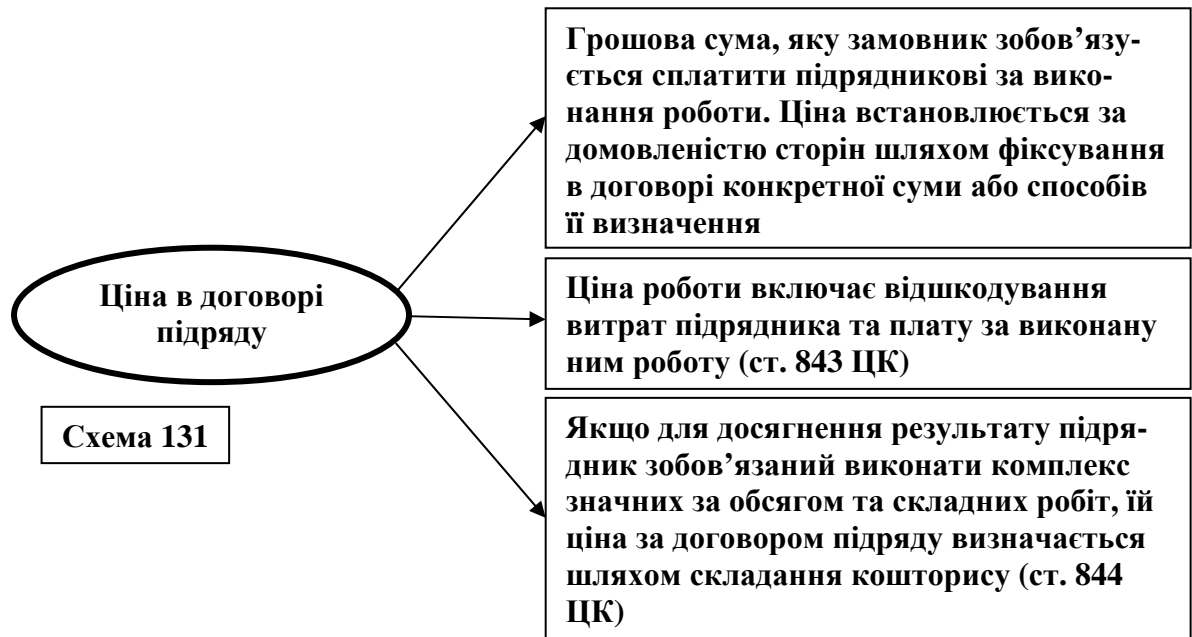 Грошова сума, яку замовник зобов’язу-
ється сплатити підрядникові за вико-
нання роботи. Ціна встановлюється за
домовленістю сторін шляхом фіксування
в договорі конкретної суми або способів
її визначення
Ціна в договорі
підряду
Ціна роботи включає відшкодування
витрат підрядника та плату за виконану
ним роботу (ст. 843 ЦК)
Схема 131
Якщо для досягнення результату підря-
дник зобов’язаний виконати комплекс
значних за обсягом та складних робіт, їй
ціна за договором підряду визначається
шляхом складання кошторису (ст. 844
ЦК)